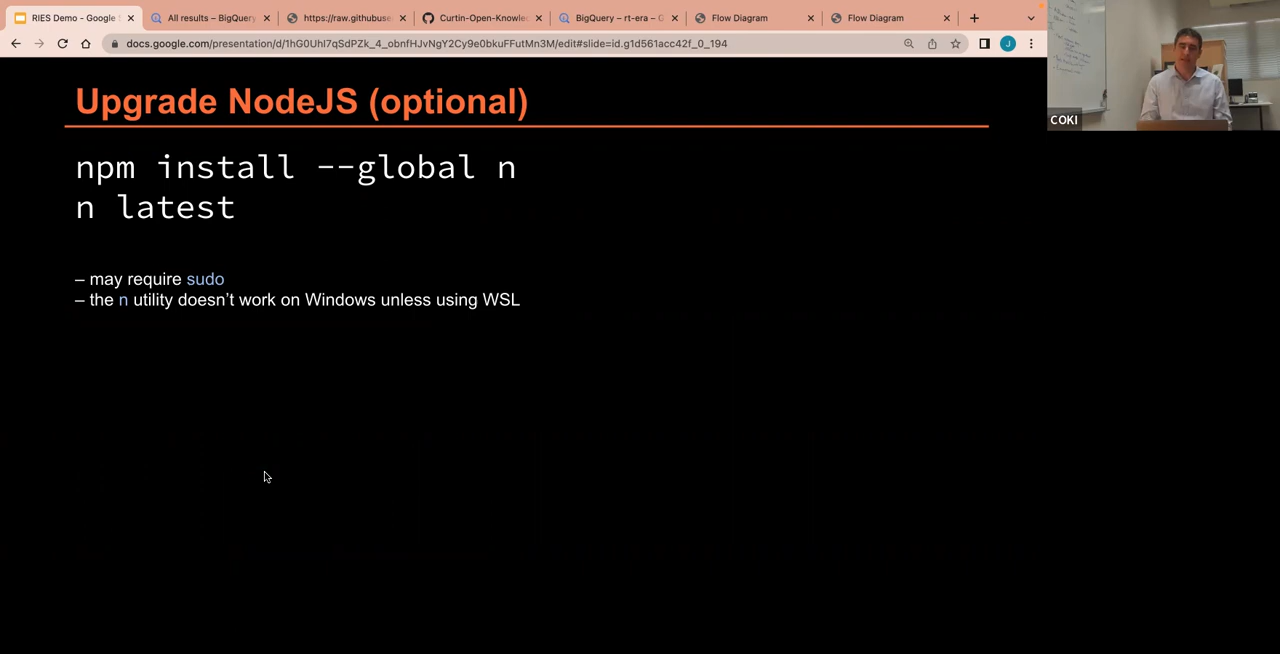 RIES Demo - Google S
All results – BigQuery
https://raw.githubuse
Curtin-Open-Knowle
BigQuery – rt-era – G
Flow Diagram
Flow Diagram
docs.google.com/presentation/d/1hG0Uhl7qSdPZk_4_obnfHJvNgY2Cy9e0bkuFFutMn3M/edit#slide=id.g1d561acc42f_0_194
J
COKI
Upgrade NodeJS (optional)
npm install --global n
n latest
– may require sudo
– the n utility doesn’t work on Windows unless using WSL